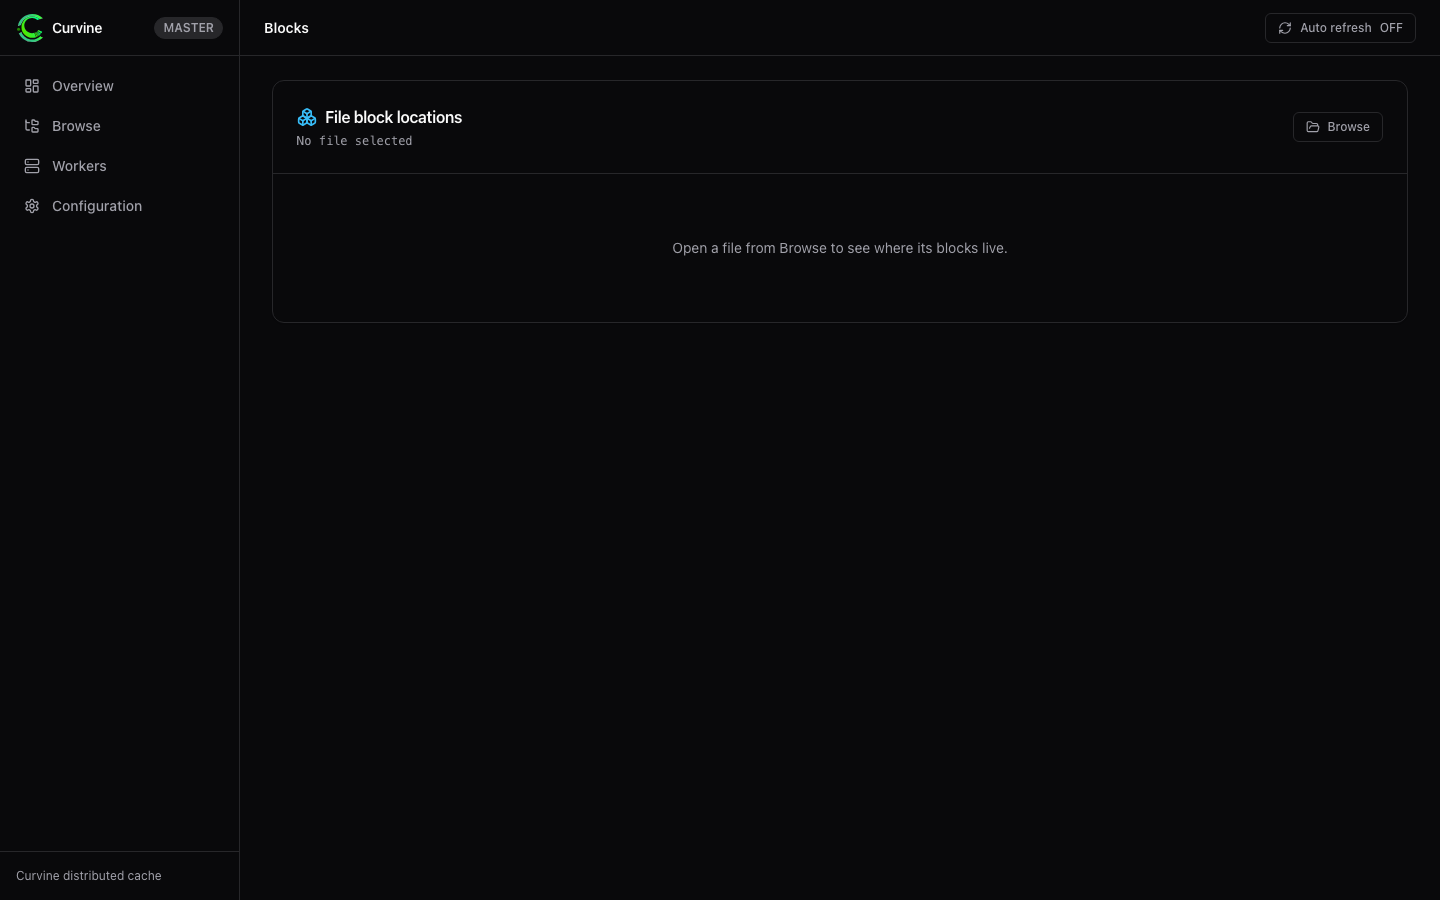 Curvine
MASTER
Overview
Browse
Workers
Configuration
Curvine distributed cache
Blocks
Auto refresh OFF
File block locations
No file selected
Browse
Open a file from Browse to see where its blocks live.